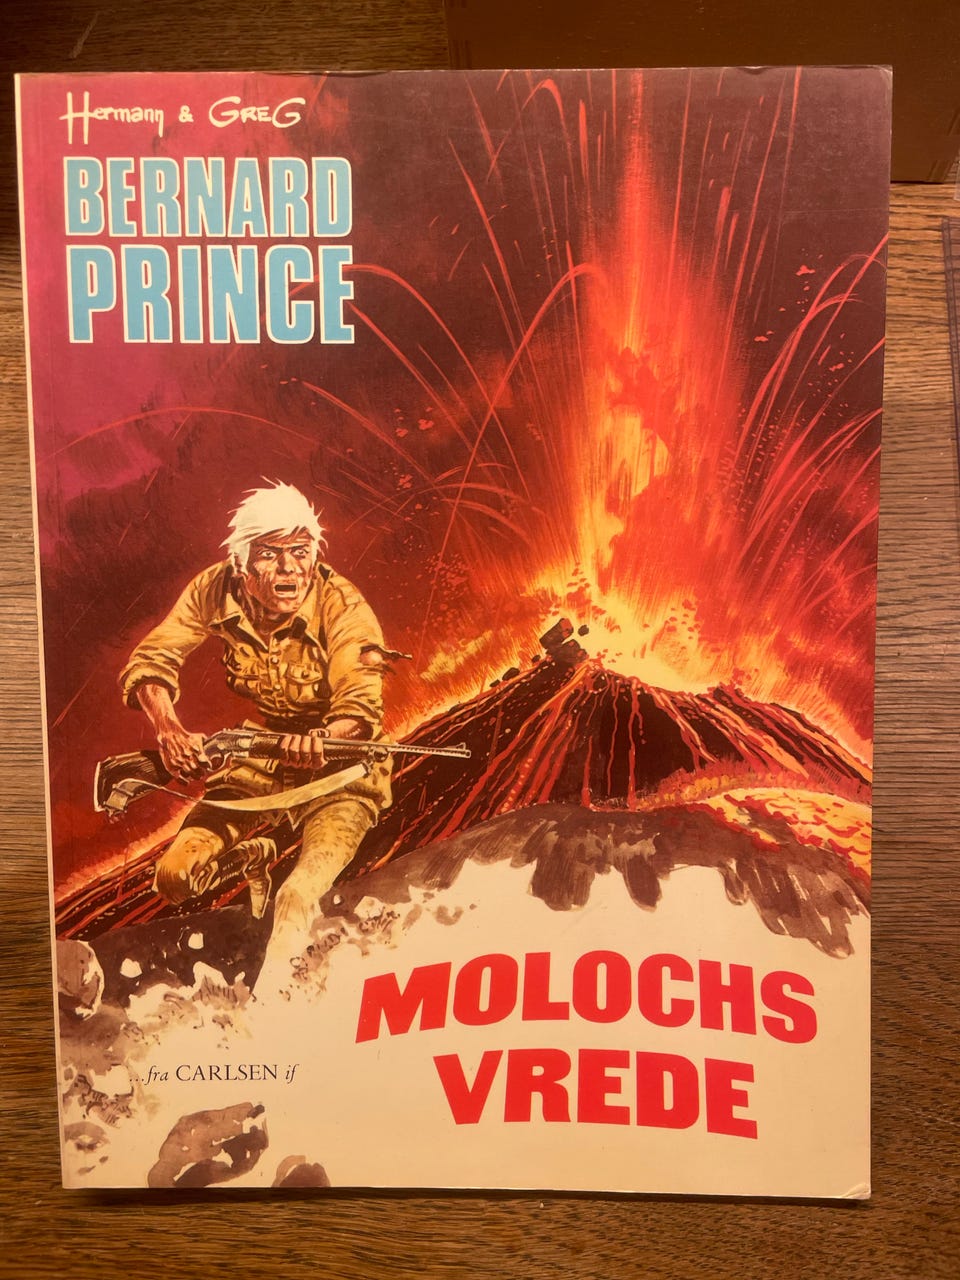 Hermann & GREG
BERNARD
PRINCE
MOLOCHS
VREDE
...fra CARLSEN if